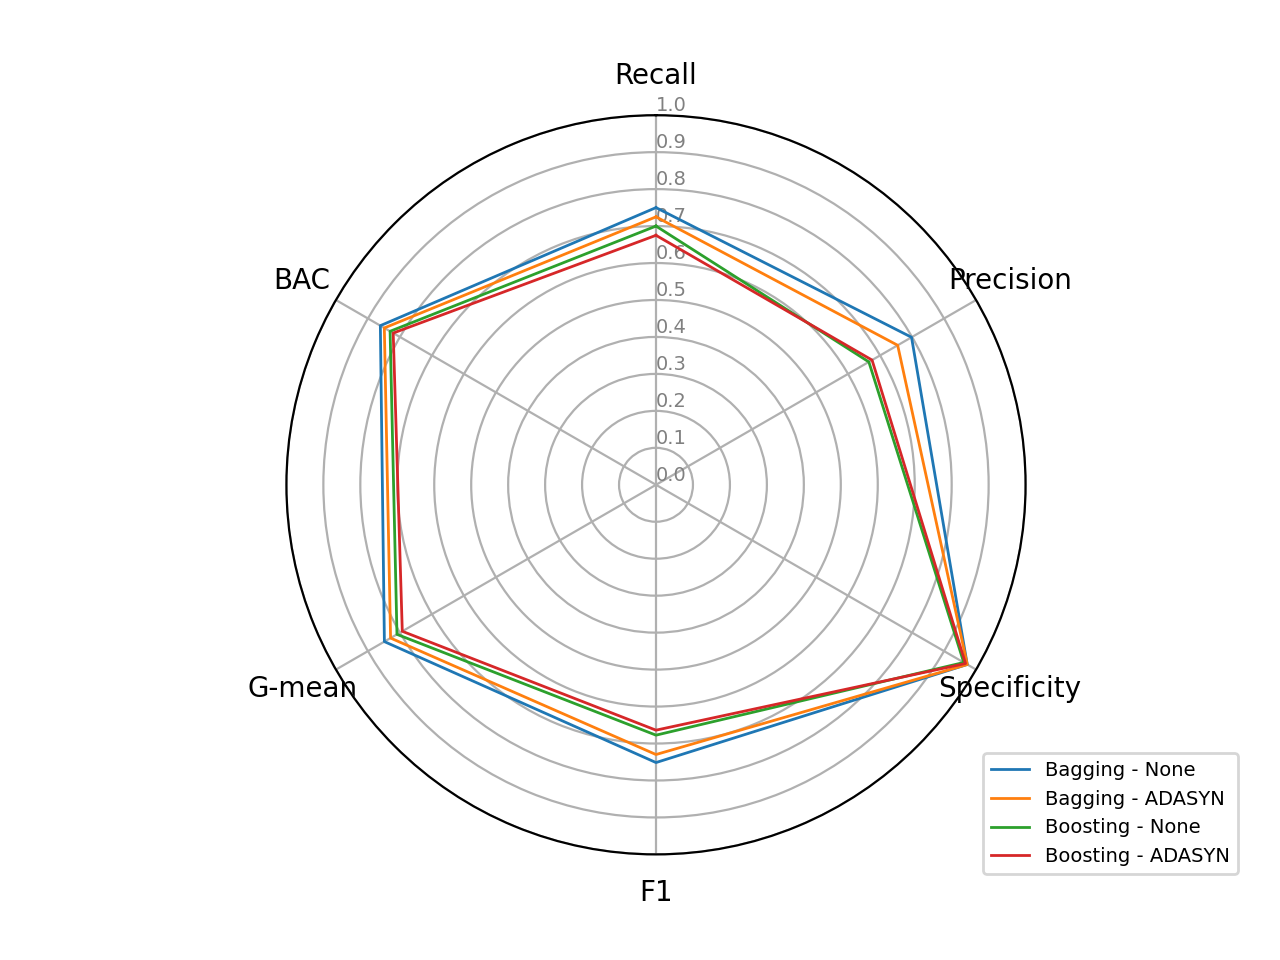 Recall
1.0
0.9
0.8
0.7
0.6
0.5
0.4
0.3
0.2
0.1
0.0
BAC
Precision
G-mean
Specificity
F1
Bagging - None
Bagging - ADASYN
Boosting - None
Boosting - ADASYN